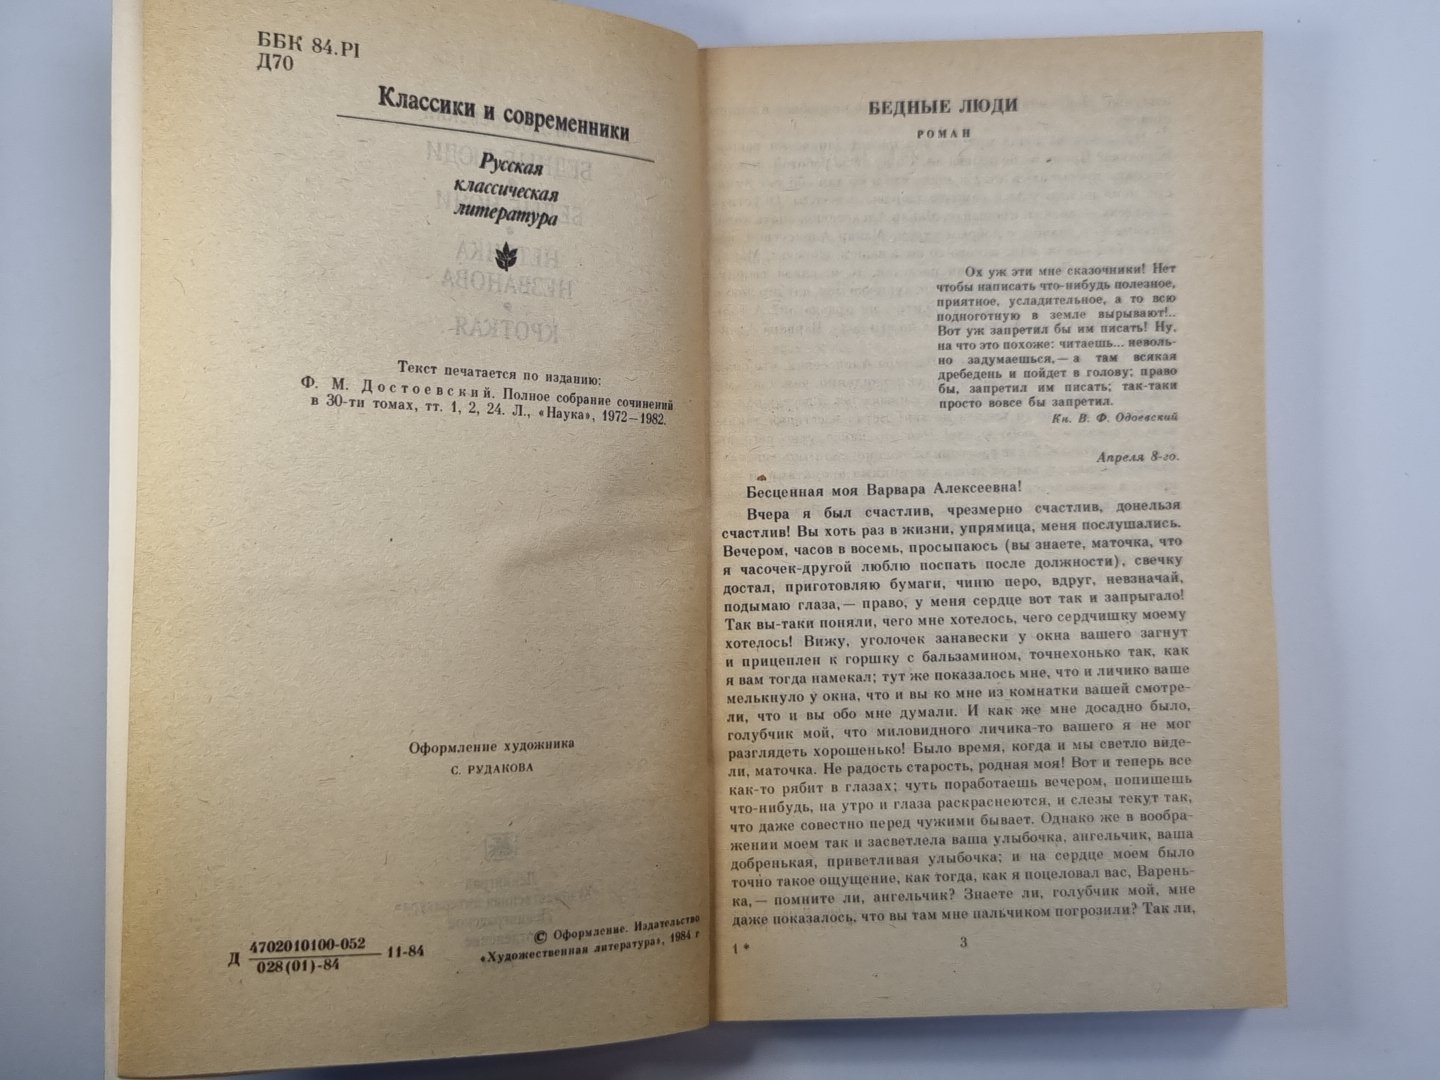 ББК 84.РI
Д70
Классики и современники
Русская
классическая
литература
Текст печатается по изданию:
Ф. М. Достоевский. Полное собрание сочинений
в 30-ти томах, тт. 1, 2, 24. Л., «Наука», 1972—1982.
Оформление художника
С. РУДАКОВА
Д 4702010100-052 11-84
028(01)-84
© Оформление. Издательство
«Художественная литература», 1984 г
БЕДНЫЕ ЛЮДИ
РОМАН
Ох уж эти мне сказочники! Нет
чтобы написать что-нибудь полезное,
приятное, усладительное, а то всю
подноготную в земле вырывают!..
Вот уж запретил бы им писать! Ну,
на что это похоже: читаешь... неволь-
но задумаешься,— а там всякая
дребедень и пойдет в голову; право
бы, запретил им писать; так-таки
просто вовсе бы запретил.
Кн. В. Ф. Одоевский
Апреля 8-го.
Бесценная моя Варвара Алексеевна!
Вчера я был счастлив, чрезмерно счастлив, донельзя
счастлив! Вы хоть раз в жизни, упрямица, меня послушались.
Вечером, часов в восемь, просыпаюсь (вы знаете, маточка, что
я часочек-другой люблю поспать после должности), свечку
достал, приготовляю бумаги, чиню перо, вдруг, невзначай,
подымаю глаза,— право, у меня сердце вот так и запрыгало!
Так вы-таки поняли, чего мне хотелось, чего сердчишку моему
хотелось! Вижу, уголочек занавески у окна вашего загнут
и прицеплен к горшку с бальзамином, точнехонько так, как
я вам тогда намекал; тут же показалось мне, что и личико ваше
мелькнуло у окна, что и вы ко мне из комнатки вашей смотре-
ли, что и вы обо мне думали. И как же мне досадно было,
голубчик мой, что миловидного личика-то вашего я не мог
разглядеть хорошенько! Было время, когда и мы светло виде-
ли, маточка. Не радость старость, родная моя! Вот и теперь все
как-то рябит в глазах; чуть поработаешь вечером, попишешь
что-нибудь, на утро и глаза раскраснеются, и слезы текут так,
что даже совестно перед чужими бывает. Однако же в вообра-
жении моем так и засветлела ваша улыбочка, ангельчик, ваша
добренькая, приветливая улыбочка; и на сердце моем было
точно такое ощущение, как тогда, как я поцеловал вас, Варень-
ка,— помните ли, ангельчик? Знаете ли, голубчик мой, мне
даже показалось, что вы там мне пальчиком погрозили? Так ли,
1 *
3